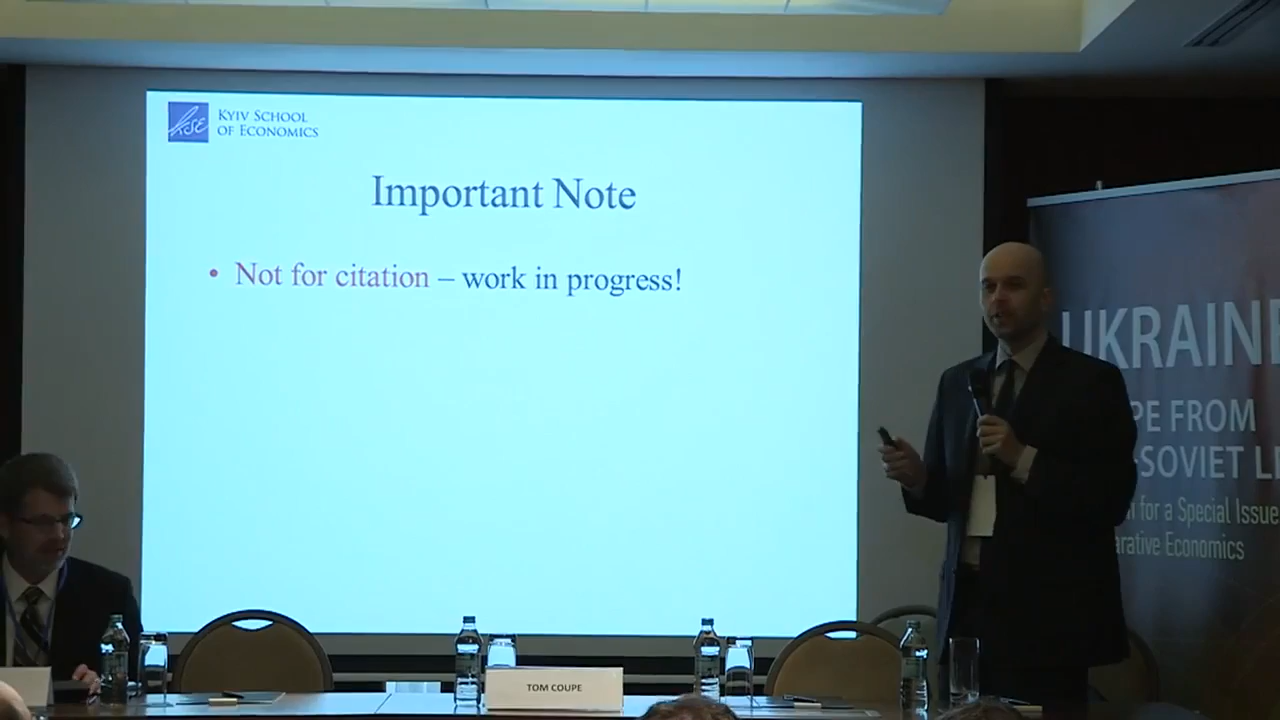 KYIV SCHOOL
OF ECONOMICS
Important Note
• Not for citation – work in progress!
UKRAINE
PE FROM
-SOVIET LE
for a Special Issue
arative Economics
TOM COUPE